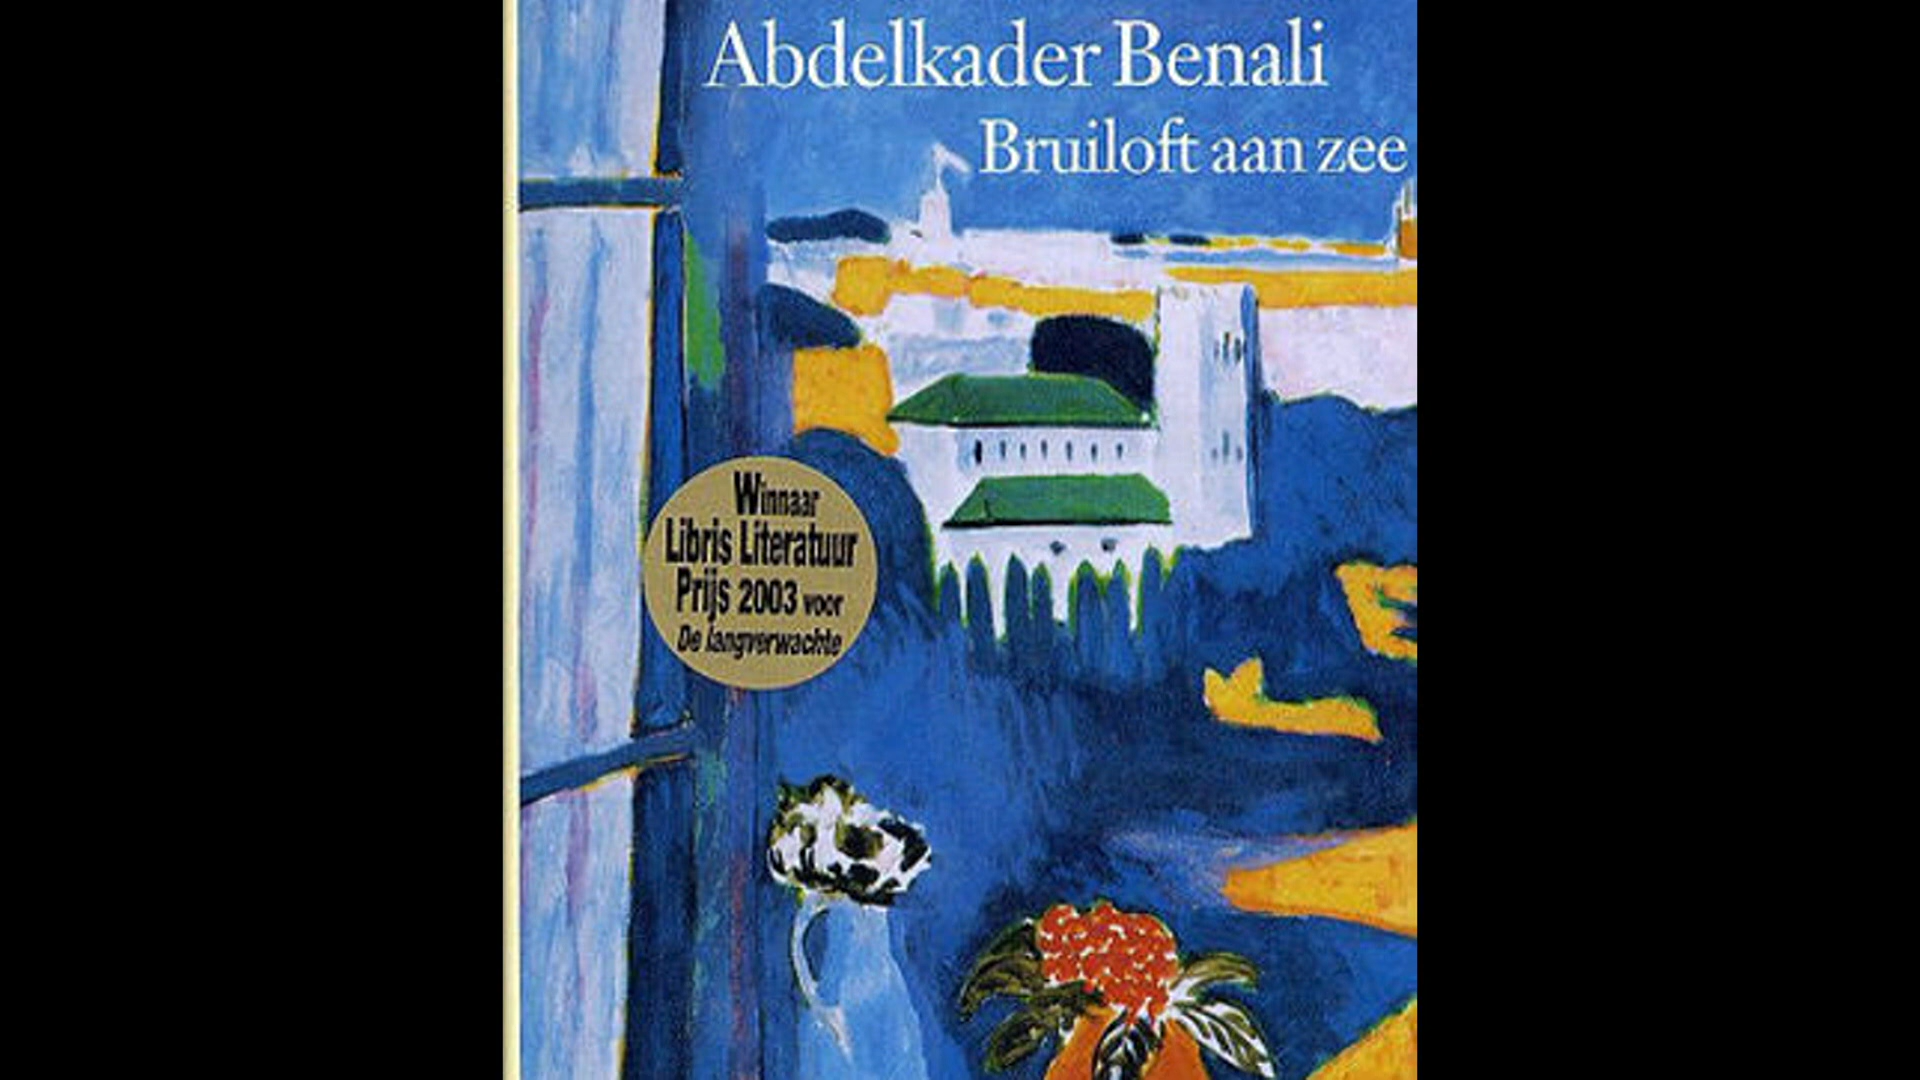 Abdelkader Benali
Bruiloft aan zee
Winnaar
Libris Literatuur
Prijs 2003 voor
De langverwachte